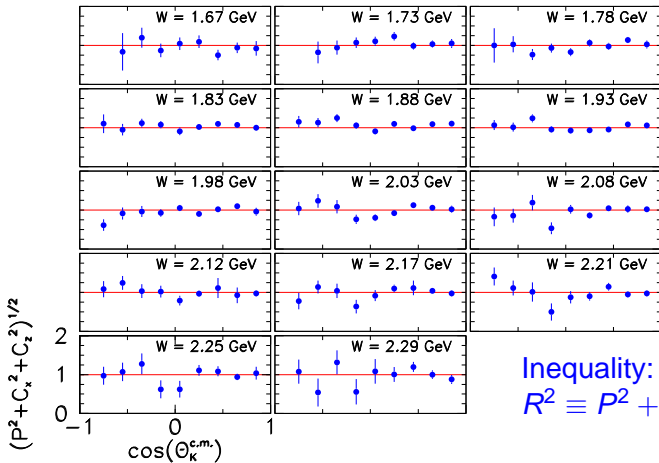 W = 1.67 GeV W = 1.73 GeV W = 1.78 GeV
W = 1.83 GeV W = 1.88 GeV W = 1.93 GeV
W = 1.98 GeV W = 2.03 GeV W = 2.08 GeV
W = 2.12 GeV W = 2.17 GeV W = 2.21 GeV
W = 2.25 GeV W = 2.29 GeV
(P²+Cₓ²+C_z²)^1/2
2
1
0
-1 0 1
cos(Θ_K^c.m.)
Inequality:
R² ≡ P² +